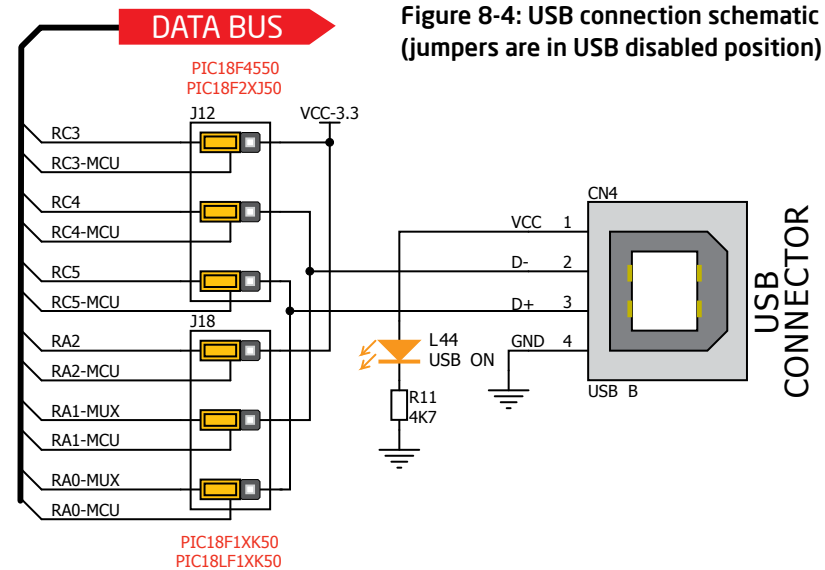 DATA BUS
Figure 8-4: USB connection schematic
(jumpers are in USB disabled position)
PIC18F4550
PIC18F2XJ50
J12
VCC-3.3
RC3
RC3-MCU
RC4
RC4-MCU
RC5
RC5-MCU
J18
RA2
RA2-MCU
RA1-MUX
RA1-MCU
RA0-MUX
RA0-MCU
PIC18F1XK50
PIC18LF1XK50
CN4
VCC 1
D- 2
D+ 3
GND 4
USB B
L44
USB ON
R11
4K7
USB
CONNECTOR